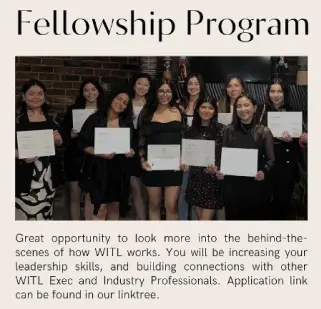 Fellowship Program
Great opportunity to look more into the behind-the-
scenes of how WITL works. You will be increasing your
leadership skills, and building connections with other
WITL Exec and Industry Professionals. Application link
can be found in our linktree.